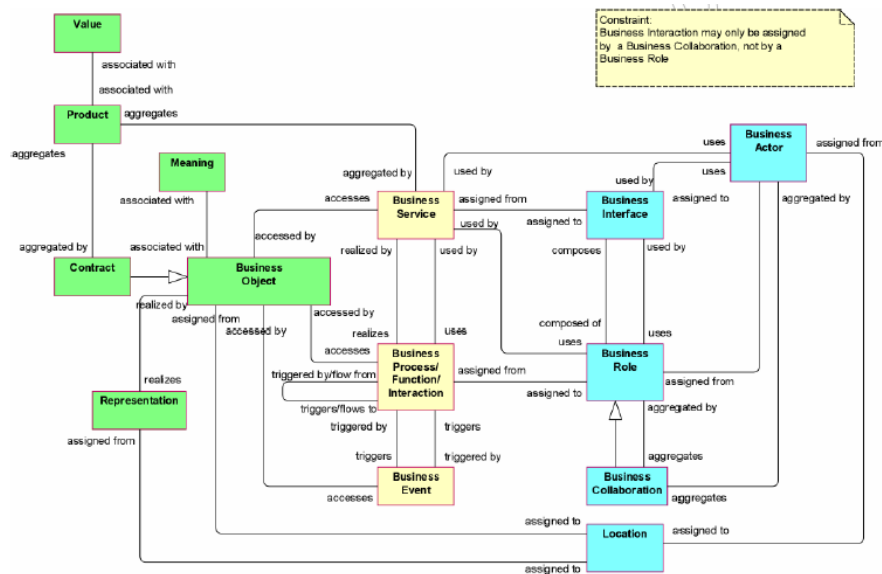 Value
Constraint:
Business Interaction may only be assigned
by a Business Collaboration, not by a
Business Role
associated with
associated with
Product
aggregates
aggregates
Business
Actor
uses
assigned from
Meaning
aggregated by
used by
uses
used by
associated with
accesses
Business
Service
assigned from
assigned to
Business
Interface
assigned to
aggregated by
aggregated by
associated with
accessed by
used by
composes
used by
Contract
Business
Object
realized by
used by
realized by
assigned from
accessed by
accessed by
composed of
uses
uses
realizes
uses
accesses
Business
Process/
Function/
Interaction
Business
Role
triggered by/flow from
assigned from
assigned from
realizes
assigned to
Representation
triggers/flows to
aggregated by
triggered by
triggers
assigned from
triggers
triggered by
aggregates
Business
Event
Business
Collaboration
accesses
aggregates
assigned to
Location
assigned to
assigned to